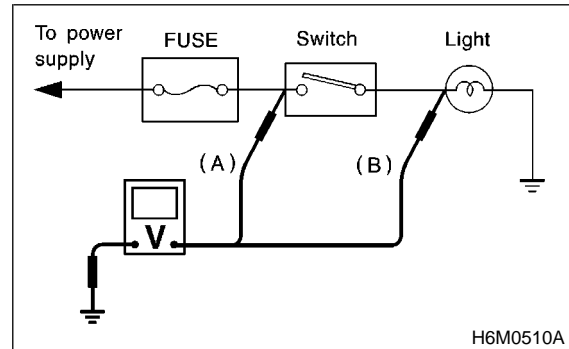 To power
supply
FUSE
Switch
Light
(A)
(B)
V
H6M0510A